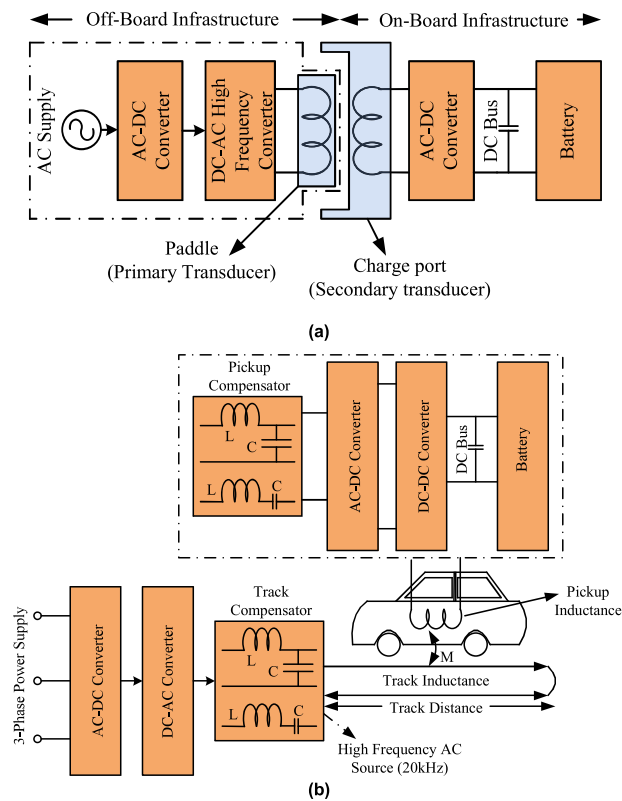 Off-Board Infrastructure
On-Board Infrastructure
AC Supply
AC-DC
Converter
DC-AC High
Frequency
Converter
AC-DC
Converter
DC Bus
Battery
Paddle
(Primary Transducer)
Charge port
(Secondary transducer)
(a)
Pickup
Compensator
L
C
L
C
AC-DC Converter
DC-DC Converter
DC Bus
Battery
Pickup
Inductance
3-Phase Power Supply
AC-DC Converter
DC-AC Converter
Track
Compensator
L
C
L
C
M
Track Inductance
Track Distance
High Frequency AC
Source (20kHz)
(b)